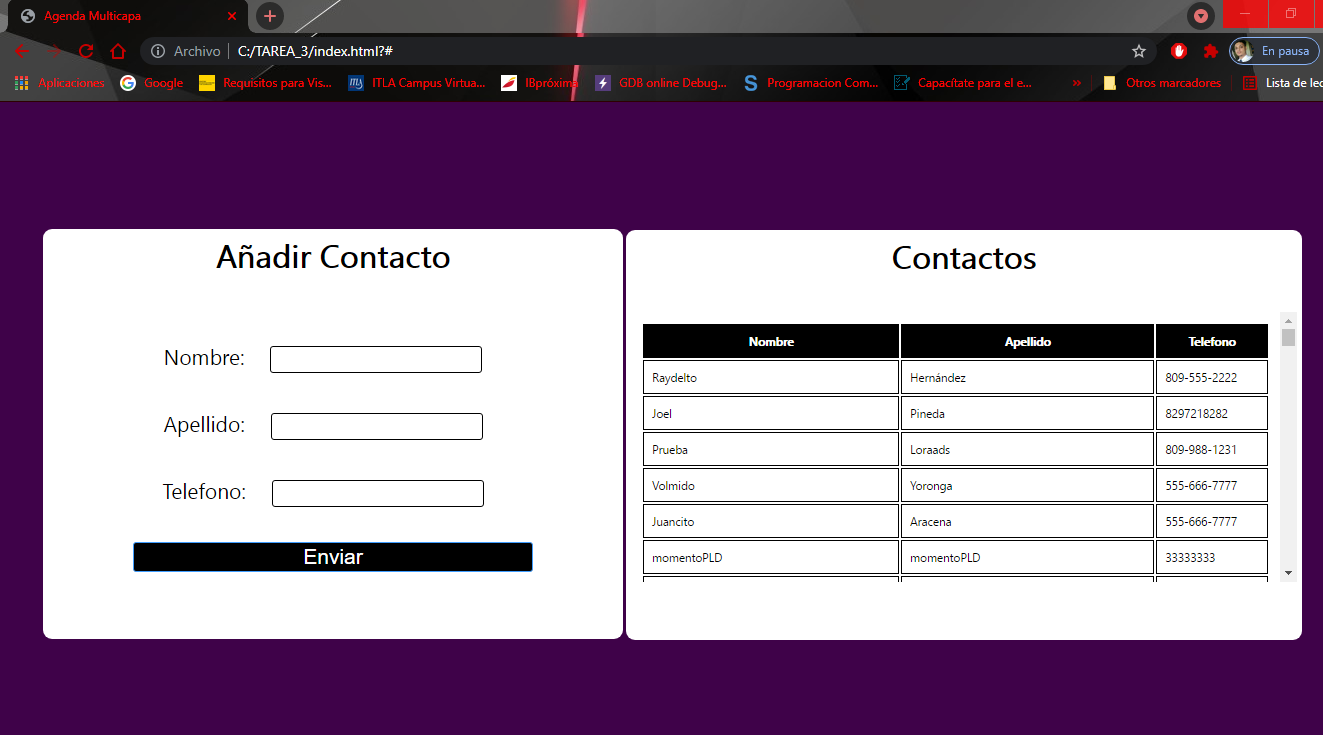 Agenda Multicapa
Archivo C:/TAREA_3/index.html?# En pausa
Aplicaciones Google Requisitos para Vis... ITLA Campus Virtua... IBpróxima GDB online Debug... Programacion Com... Capacítate para el e... » Otros marcadores Lista de lec
Añadir Contacto
Nombre:
Apellido:
Telefono:
Enviar
Contactos
Nombre Apellido Telefono
Raydelto Hernández 809-555-2222
Joel Pineda 8297218282
Prueba Loraads 809-988-1231
Volmido Yoronga 555-666-7777
Juancito Aracena 555-666-7777
momentoPLD momentoPLD 33333333